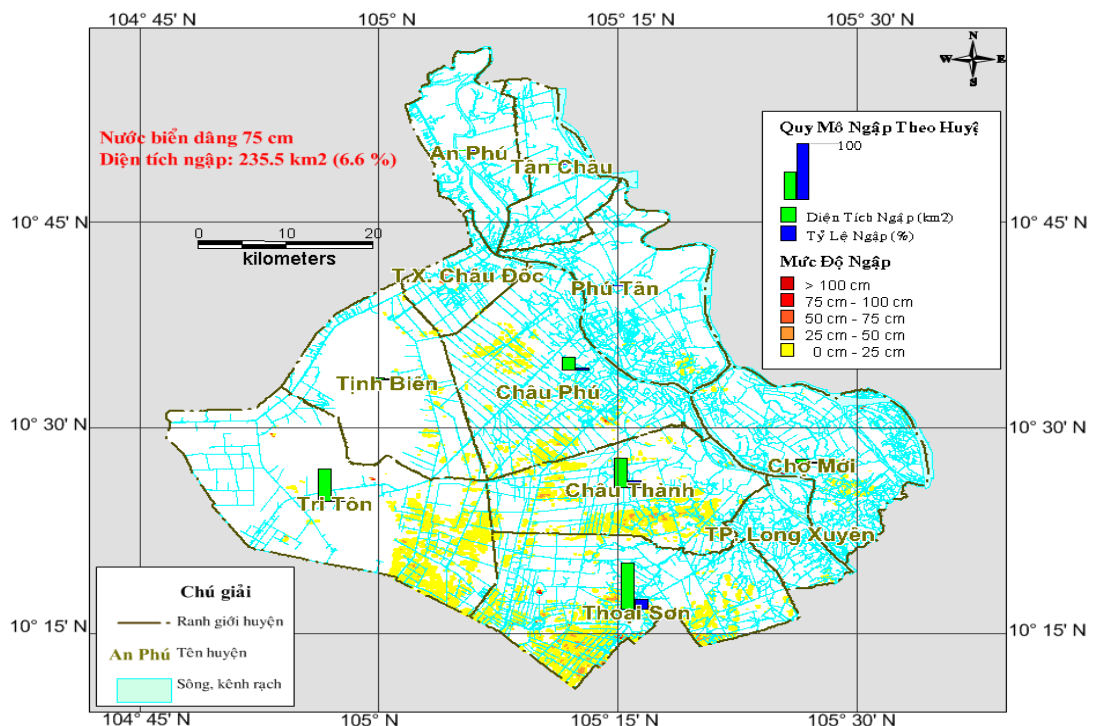 104° 45' N
105° N
105° 15' N
105° 30' N
N
W
E
S
Nước biển dâng 75 cm
Diện tích ngập: 235.5 km2 (6.6 %)
Quy Mô Ngập Theo Huyệ
100
Diện Tích Ngập (km2)
Tỷ Lệ Ngập (%)
Mức Độ Ngập
> 100 cm
75 cm - 100 cm
50 cm - 75 cm
25 cm - 50 cm
0 cm - 25 cm
An Phú
Tân Châu
10° 45' N
10° 45' N
0
10
20
kilometers
T.X. Châu Đốc
Phú Tân
Tịnh Biên
Châu Phú
10° 30' N
10° 30' N
Chợ Mới
Tri Tôn
Châu Thành
TP. Long Xuyên
Thoại Sơn
10° 15' N
10° 15' N
Chú giải
Ranh giới huyện
An Phú
Tên huyện
Sông, kênh rạch
104° 45' N
105° N
105° 15' N
105° 30' N